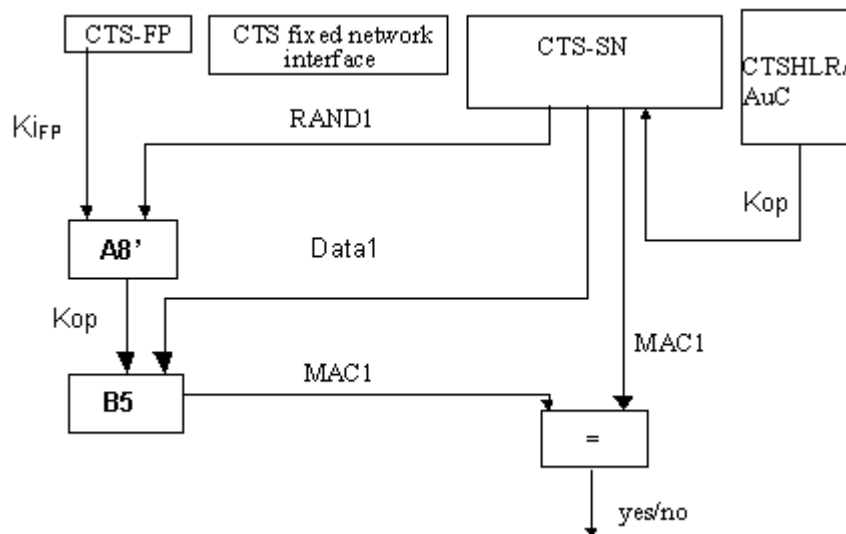 CTS-FP
CTS fixed network
interface
CTS-SN
CTSHLR/
AuC
KiFP
RAND1
Kop
A8’
Data1
Kop
MAC1
MAC1
B5
=
yes/no